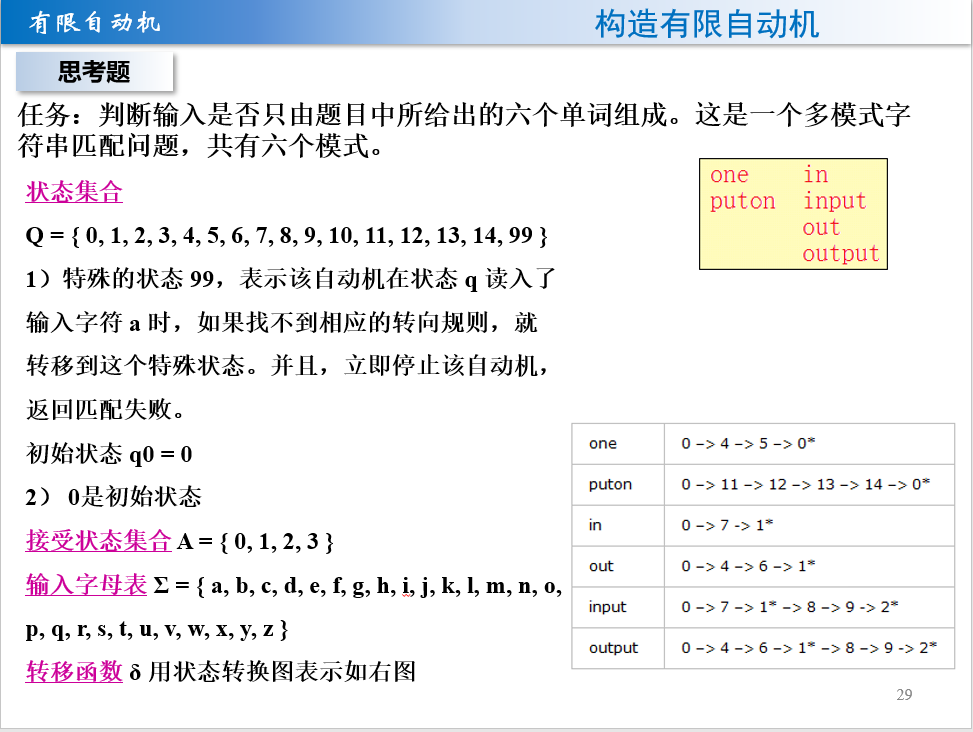 有限自动机
构造有限自动机
思考题
任务：判断输入是否只由题目中所给出的六个单词组成。这是一个多模式字
符串匹配问题，共有六个模式。
one in
puton input
out
output
状态集合
Q = { 0, 1, 2, 3, 4, 5, 6, 7, 8, 9, 10, 11, 12, 13, 14, 99 }
1）特殊的状态 99，表示该自动机在状态 q 读入了
输入字符 a 时，如果找不到相应的转向规则，就
转移到这个特殊状态。并且，立即停止该自动机，
返回匹配失败。
初始状态 q0 = 0
2） 0是初始状态
接受状态集合 A = { 0, 1, 2, 3 }
输入字母表 Σ = { a, b, c, d, e, f, g, h, i, j, k, l, m, n, o,
p, q, r, s, t, u, v, w, x, y, z }
转移函数 δ 用状态转换图表示如右图
one 0 –> 4 –> 5 –> 0*
puton 0 –> 11 –> 12 –> 13 –> 14 –> 0*
in 0 –> 7 -> 1*
out 0 –> 4 –> 6 –> 1*
input 0 –> 7 –> 1* –> 8 –> 9 -> 2*
output 0 –> 4 –> 6 –> 1* –> 8 –> 9 -> 2*
29